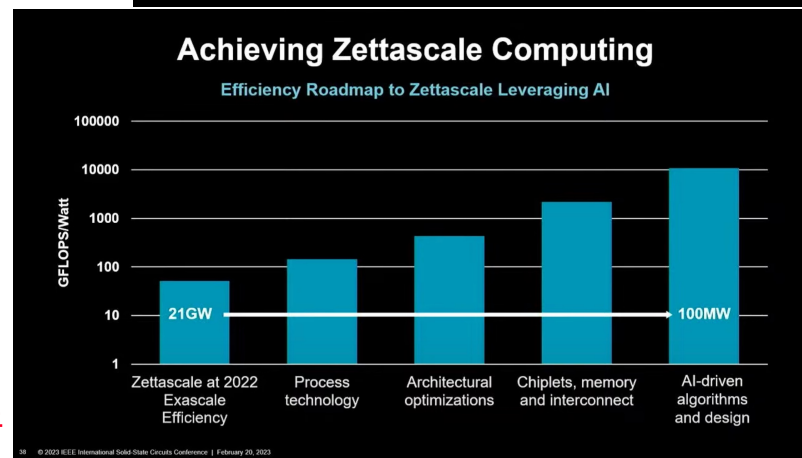 Achieving Zettascale Computing
Efficiency Roadmap to Zettascale Leveraging AI
GFLOPS/Watt
100000
10000
1000
100
10
1
21GW
100MW
Zettascale at 2022
Exascale
Efficiency
Process
technology
Architectural
optimizations
Chiplets, memory
and interconnect
AI-driven
algorithms
and design
38 © 2023 IEEE International Solid-State Circuits Conference | February 20, 2023